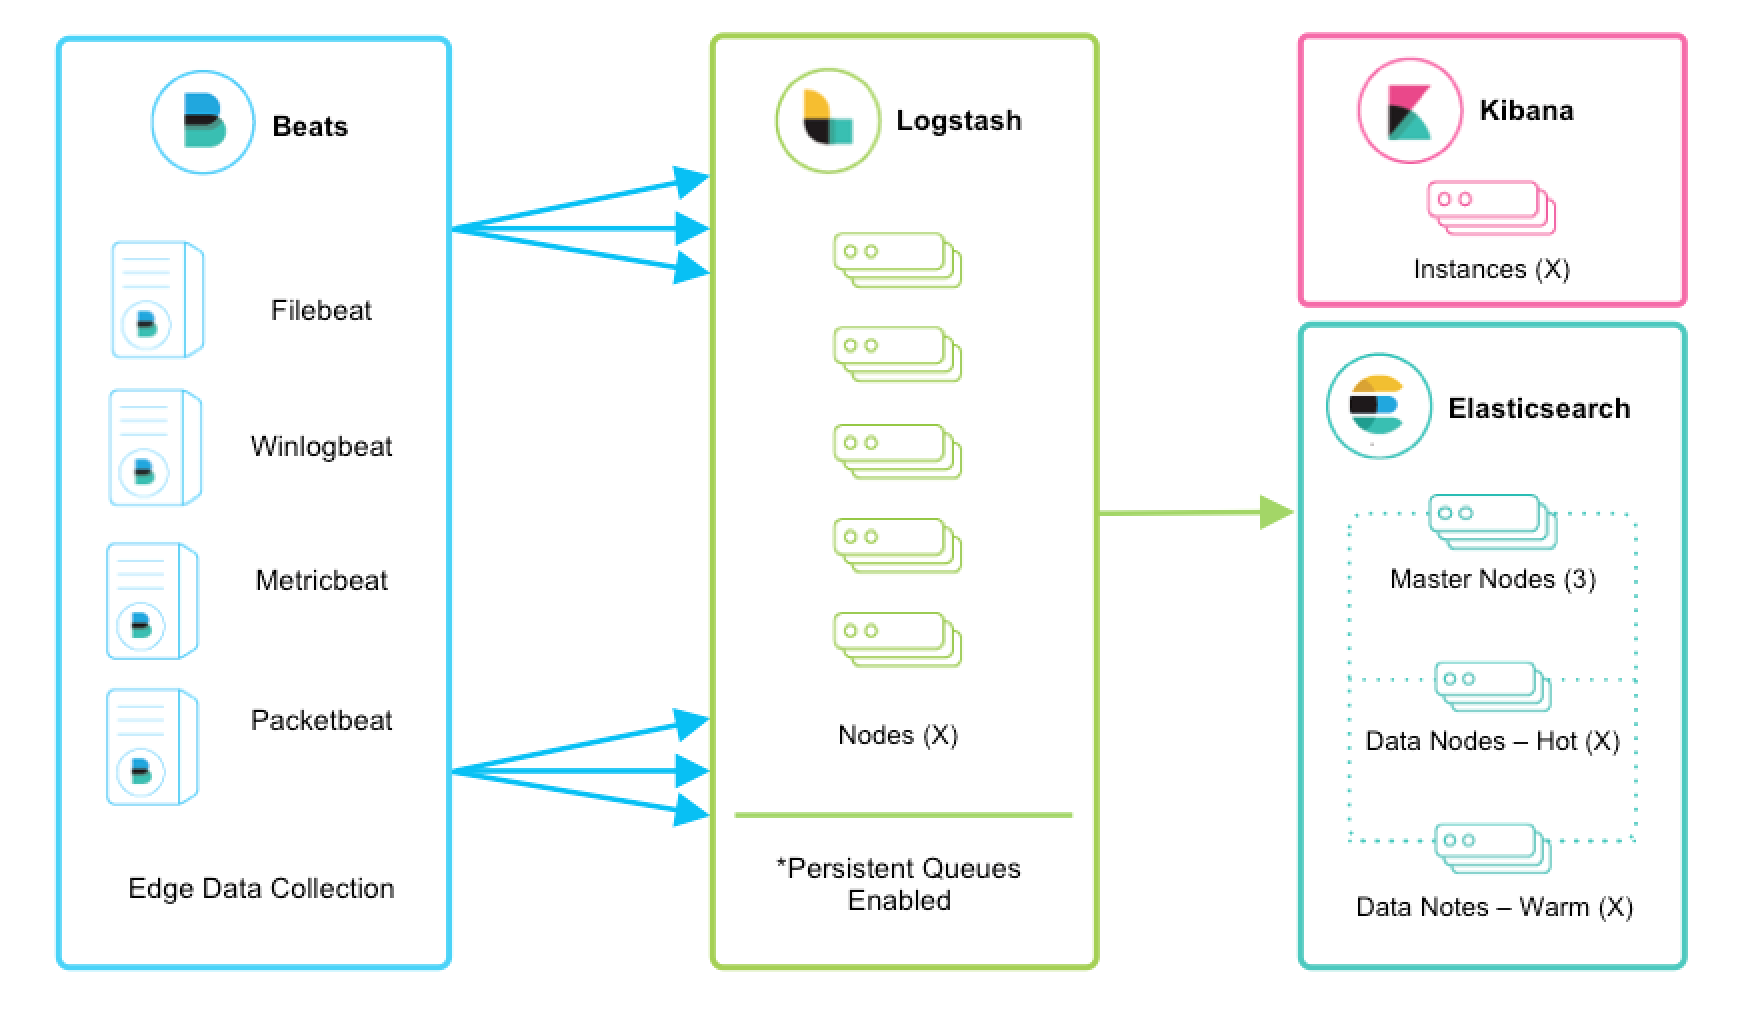 Beats
Filebeat
Winlogbeat
Metricbeat
Packetbeat
Edge Data Collection
Logstash
Nodes (X)
*Persistent Queues
Enabled
Kibana
Instances (X)
Elasticsearch
Master Nodes (3)
Data Nodes – Hot (X)
Data Notes – Warm (X)